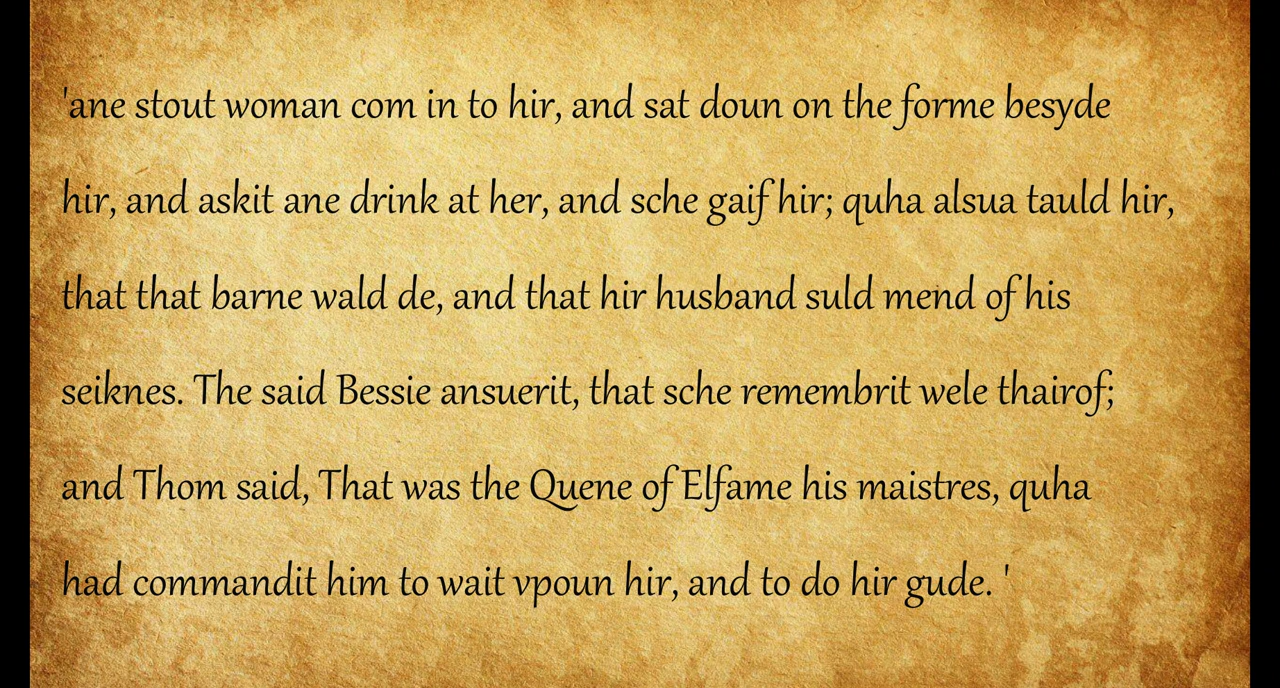 'ane stout woman com in to hir, and sat doun on the forme besyde
hir, and askit ane drink at her, and sche gaif hir; quha alsua tauld hir,
that that barne wald de, and that hir husband suld mend of his
seiknes. The said Bessie ansuerit, that sche remembrit wele thairof;
and Thom said, That was the Quene of Elfame his maistres, quha
had commandit him to wait vpoun hir, and to do hir gude. '